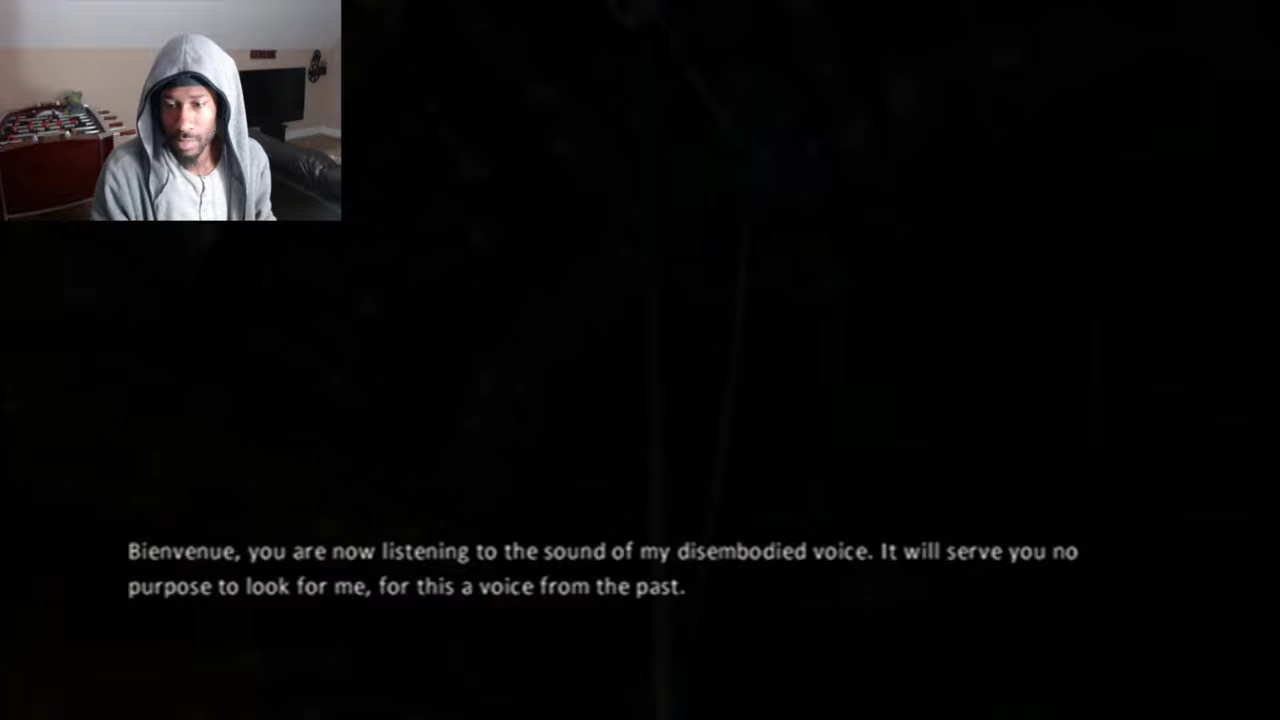 Bienvenue, you are now listening to the sound of my disembodied voice. It will serve you no
purpose to look for me, for this a voice from the past.